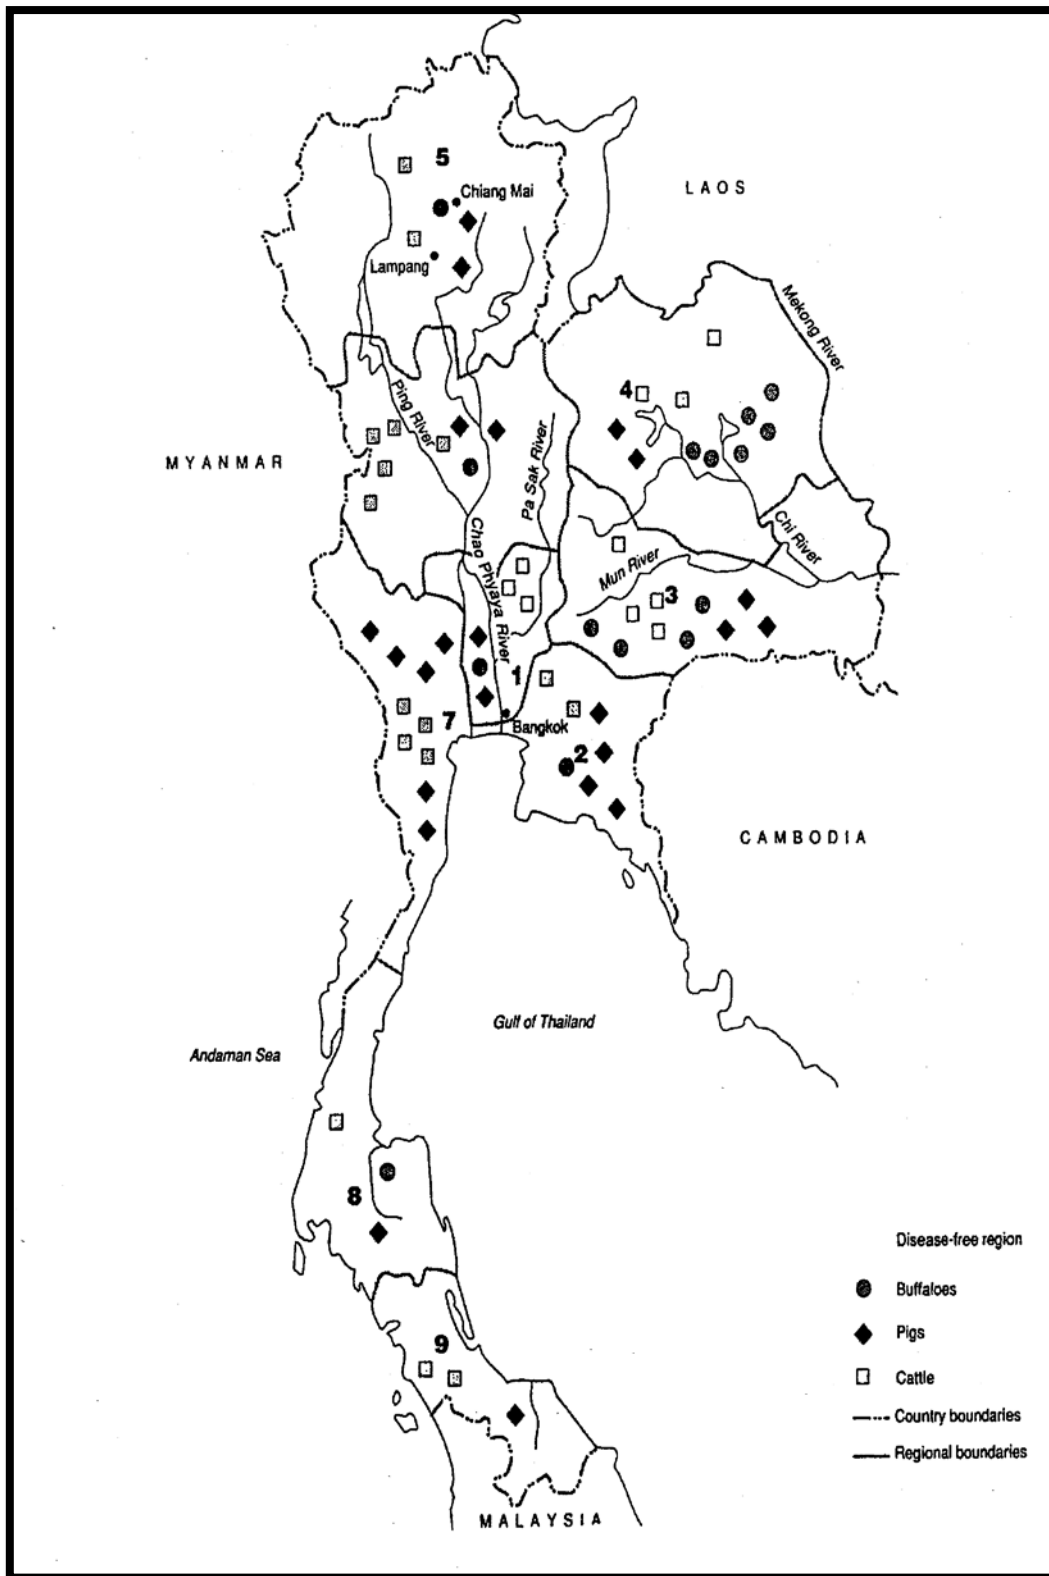 5
Chiang Mai
LAOS
Lampang
Mekong River
4
Ping River
MYANMAR
Pa Sak River
Chao Phyaya River
Chi River
Mun River
3
1
7
Bangkok
2
CAMBODIA
Gulf of Thailand
Andaman Sea
8
Disease-free region
Buffaloes
Pigs
9
Cattle
Country boundaries
Regional boundaries
MALAYSIA